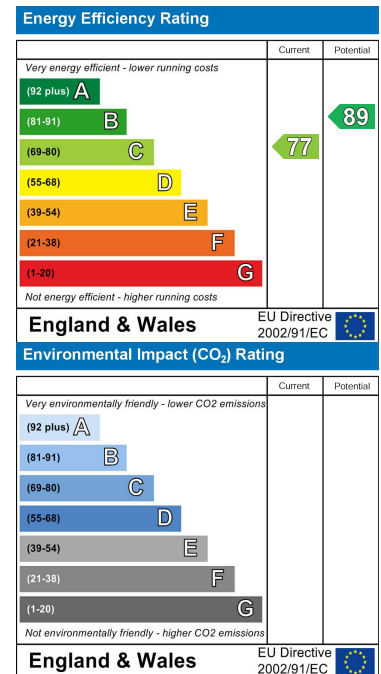 Energy Efficiency Rating
Current Potential
Very energy efficient - lower running costs
(92 plus) A
(81-91) B
89
(69-80) C
77
(55-68) D
(39-54) E
(21-38) F
(1-20) G
Not energy efficient - higher running costs
England & Wales
EU Directive
2002/91/EC
Environmental Impact (CO₂) Rating
Current Potential
Very environmentally friendly - lower CO2 emissions
(92 plus) A
(81-91) B
(69-80) C
(55-68) D
(39-54) E
(21-38) F
(1-20) G
Not environmentally friendly - higher CO2 emissions
England & Wales
EU Directive
2002/91/EC